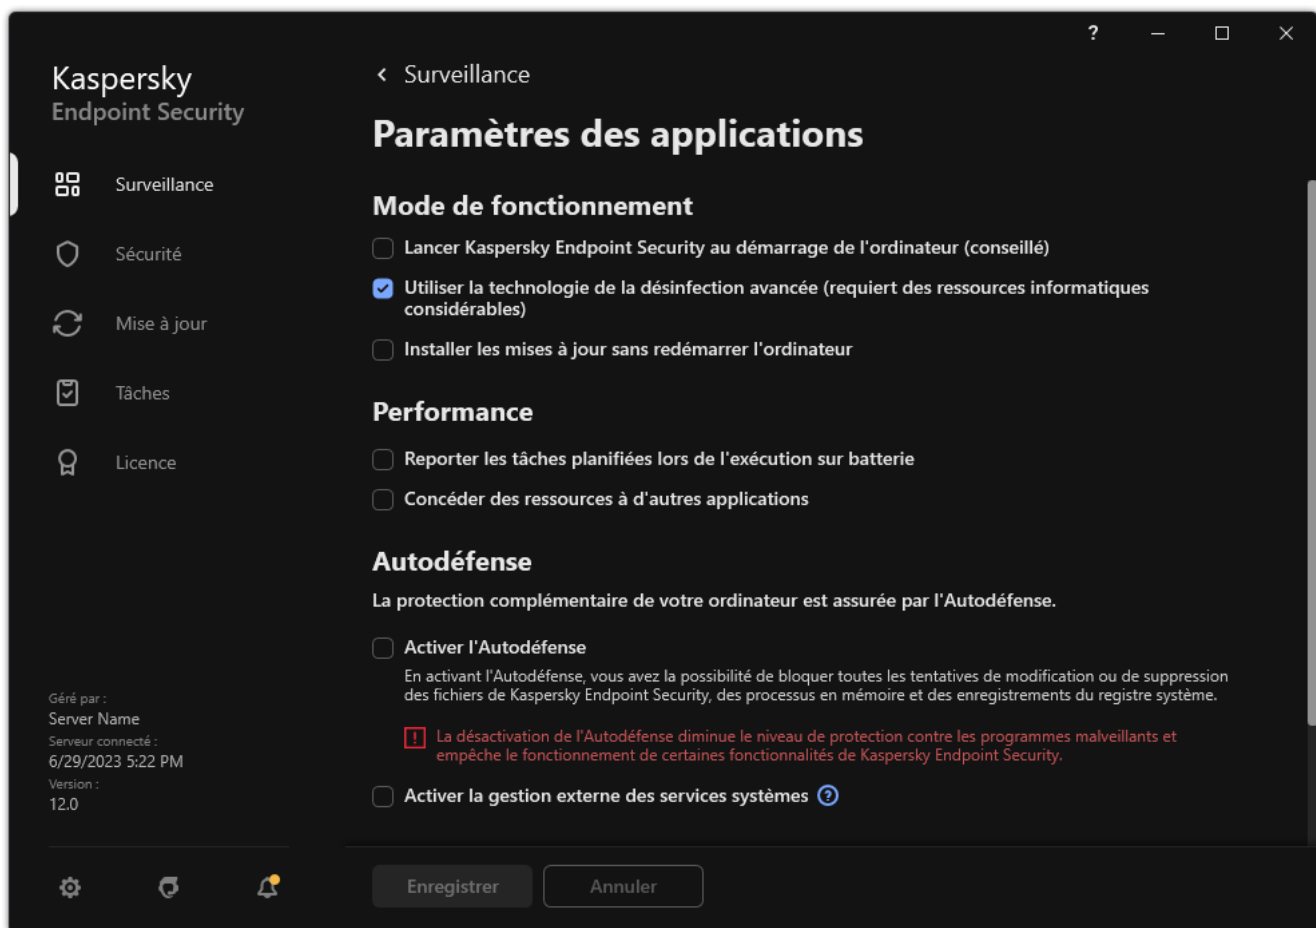 ?
Kaspersky
Endpoint Security
Surveillance
Sécurité
Mise à jour
Tâches
Licence
Géré par :
Server Name
Serveur connecté :
6/29/2023 5:22 PM
Version :
12.0
Surveillance
Paramètres des applications
Mode de fonctionnement
Lancer Kaspersky Endpoint Security au démarrage de l'ordinateur (conseillé)
Utiliser la technologie de la désinfection avancée (requiert des ressources informatiques
considérables)
Installer les mises à jour sans redémarrer l'ordinateur
Performance
Reporter les tâches planifiées lors de l'exécution sur batterie
Concéder des ressources à d'autres applications
Autodéfense
La protection complémentaire de votre ordinateur est assurée par l'Autodéfense.
Activer l'Autodéfense
En activant l'Autodéfense, vous avez la possibilité de bloquer toutes les tentatives de modification ou de suppression
des fichiers de Kaspersky Endpoint Security, des processus en mémoire et des enregistrements du registre système.
La désactivation de l'Autodéfense diminue le niveau de protection contre les programmes malveillants et
empêche le fonctionnement de certaines fonctionnalités de Kaspersky Endpoint Security.
Activer la gestion externe des services systèmes ?
Enregistrer
Annuler